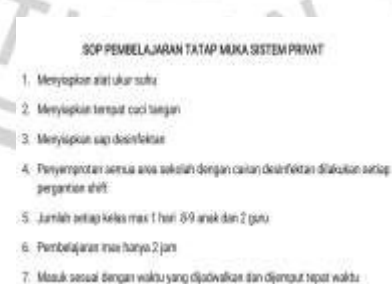 SOP PEMBELAJARAN TATAP MUKA SISTEM PRIVAT
1. Menyiapkan alat ukur suhu
2. Menyiapkan tempat cuci tangan
3. Menyiapkan uap desinfektan
4. Penyemprotan semua area sekolah dengan cairan desinfektan dilakukan setiap
pergantian shift
5. Jumlah setiap kelas max 1 hari 8-9 anak dan 2 guru
6. Pembelajaran max hanya 2 jam
7. Masuk sesuai dengan waktu yang dijadwalkan dan dijemput tepat waktu